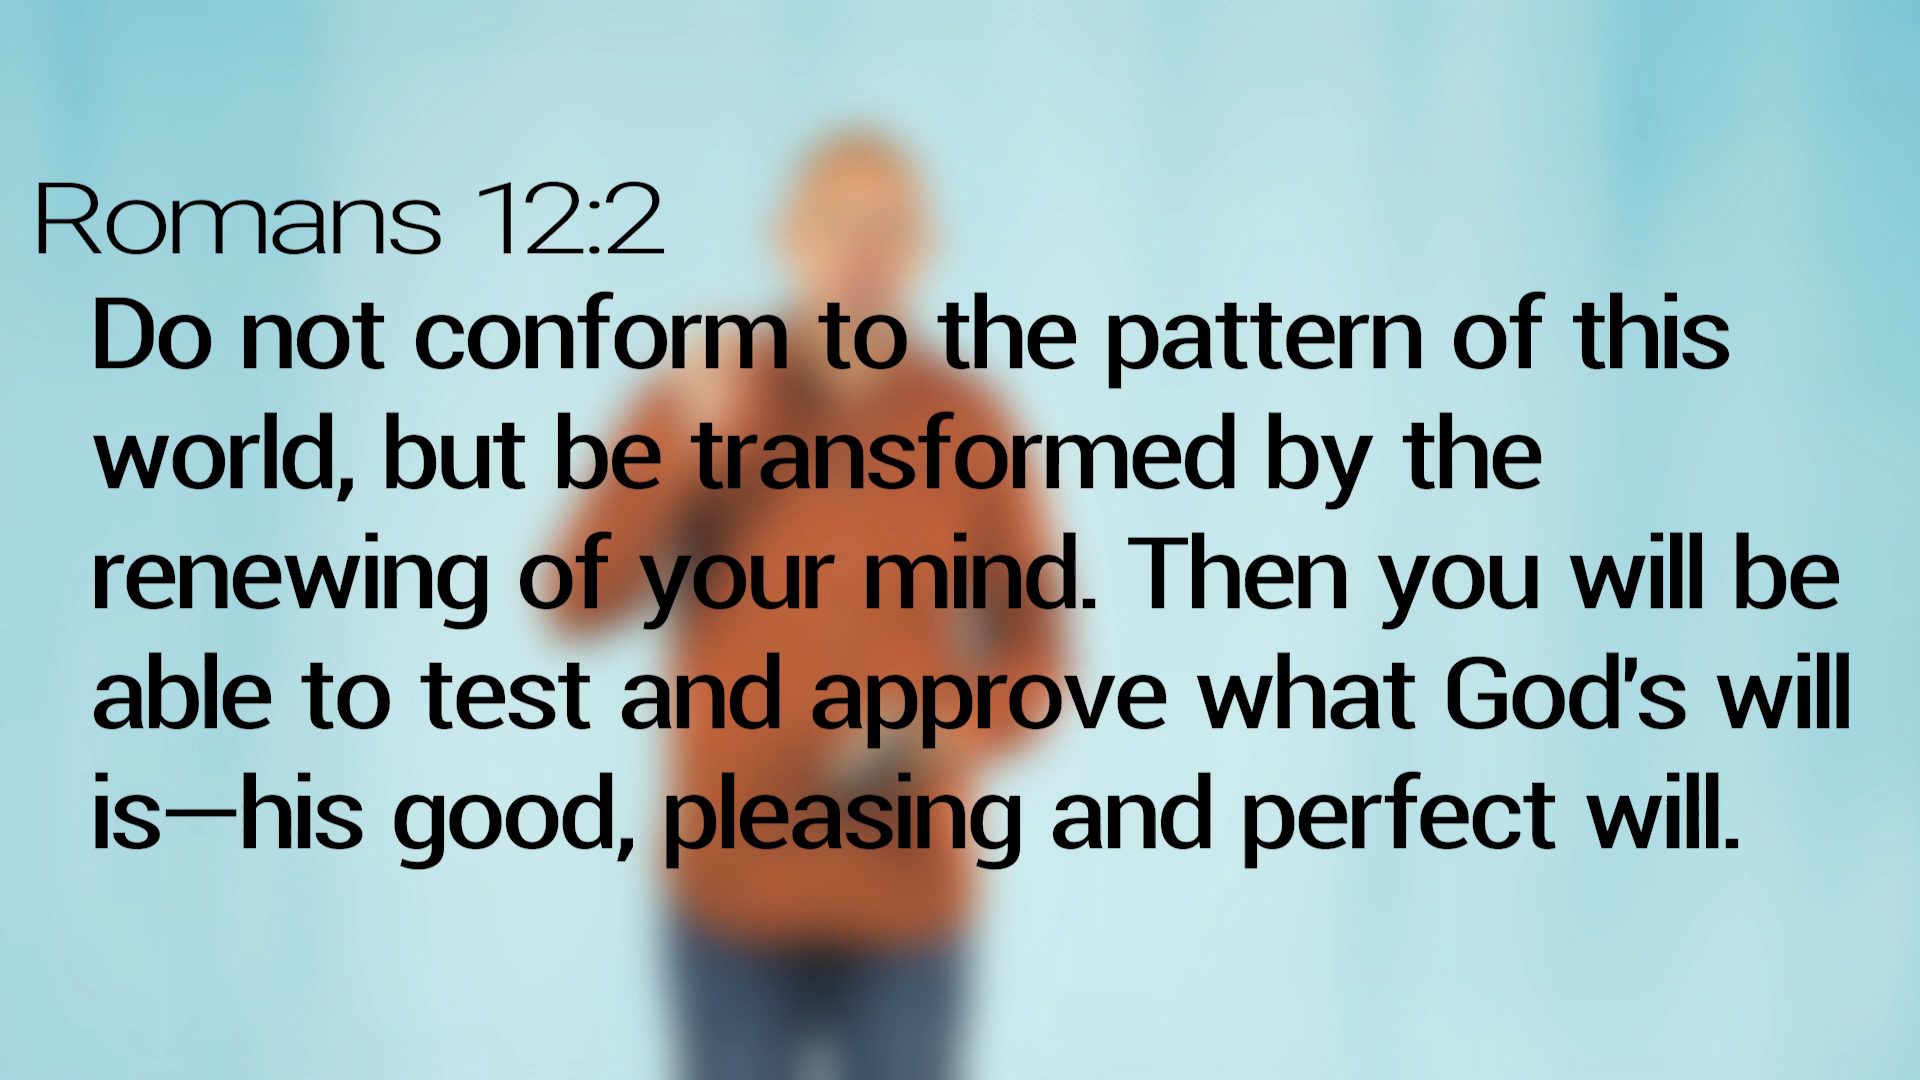 Romans 12:2
Do not conform to the pattern of this
world, but be transformed by the
renewing of your mind. Then you will be
able to test and approve what God's will
is—his good, pleasing and perfect will.